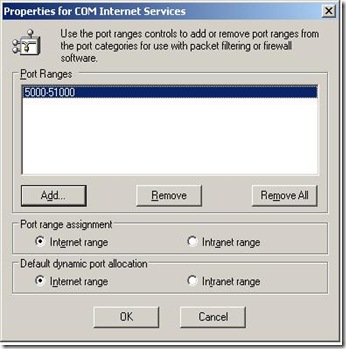 Properties for COM Internet Services
Use the port ranges controls to add or remove port ranges from
the port categories for use with packet filtering or firewall
software.
Port Ranges
5000-51000
Add...
Remove
Remove All
Port range assignment
Internet range
Intranet range
Default dynamic port allocation
Internet range
Intranet range
OK
Cancel